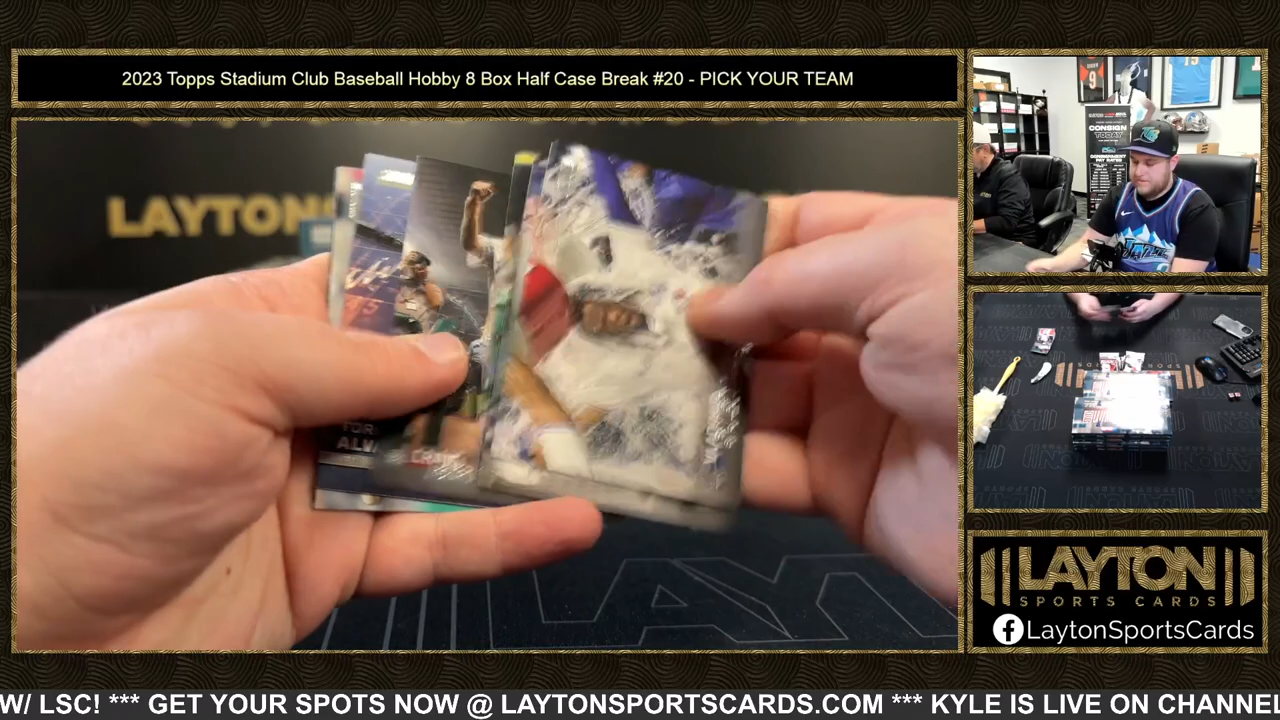 2023 Topps Stadium Club Baseball Hobby 8 Box Half Case Break #20 - PICK YOUR TEAM
LAYTON
CONSIGN
TODAY
LAYTON
SPORTS CARDS
LaytonSportsCards
W/ LSC! *** GET YOUR SPOTS NOW @ LAYTONSPORTSCARDS.COM *** KYLE IS LIVE ON CHANNEL